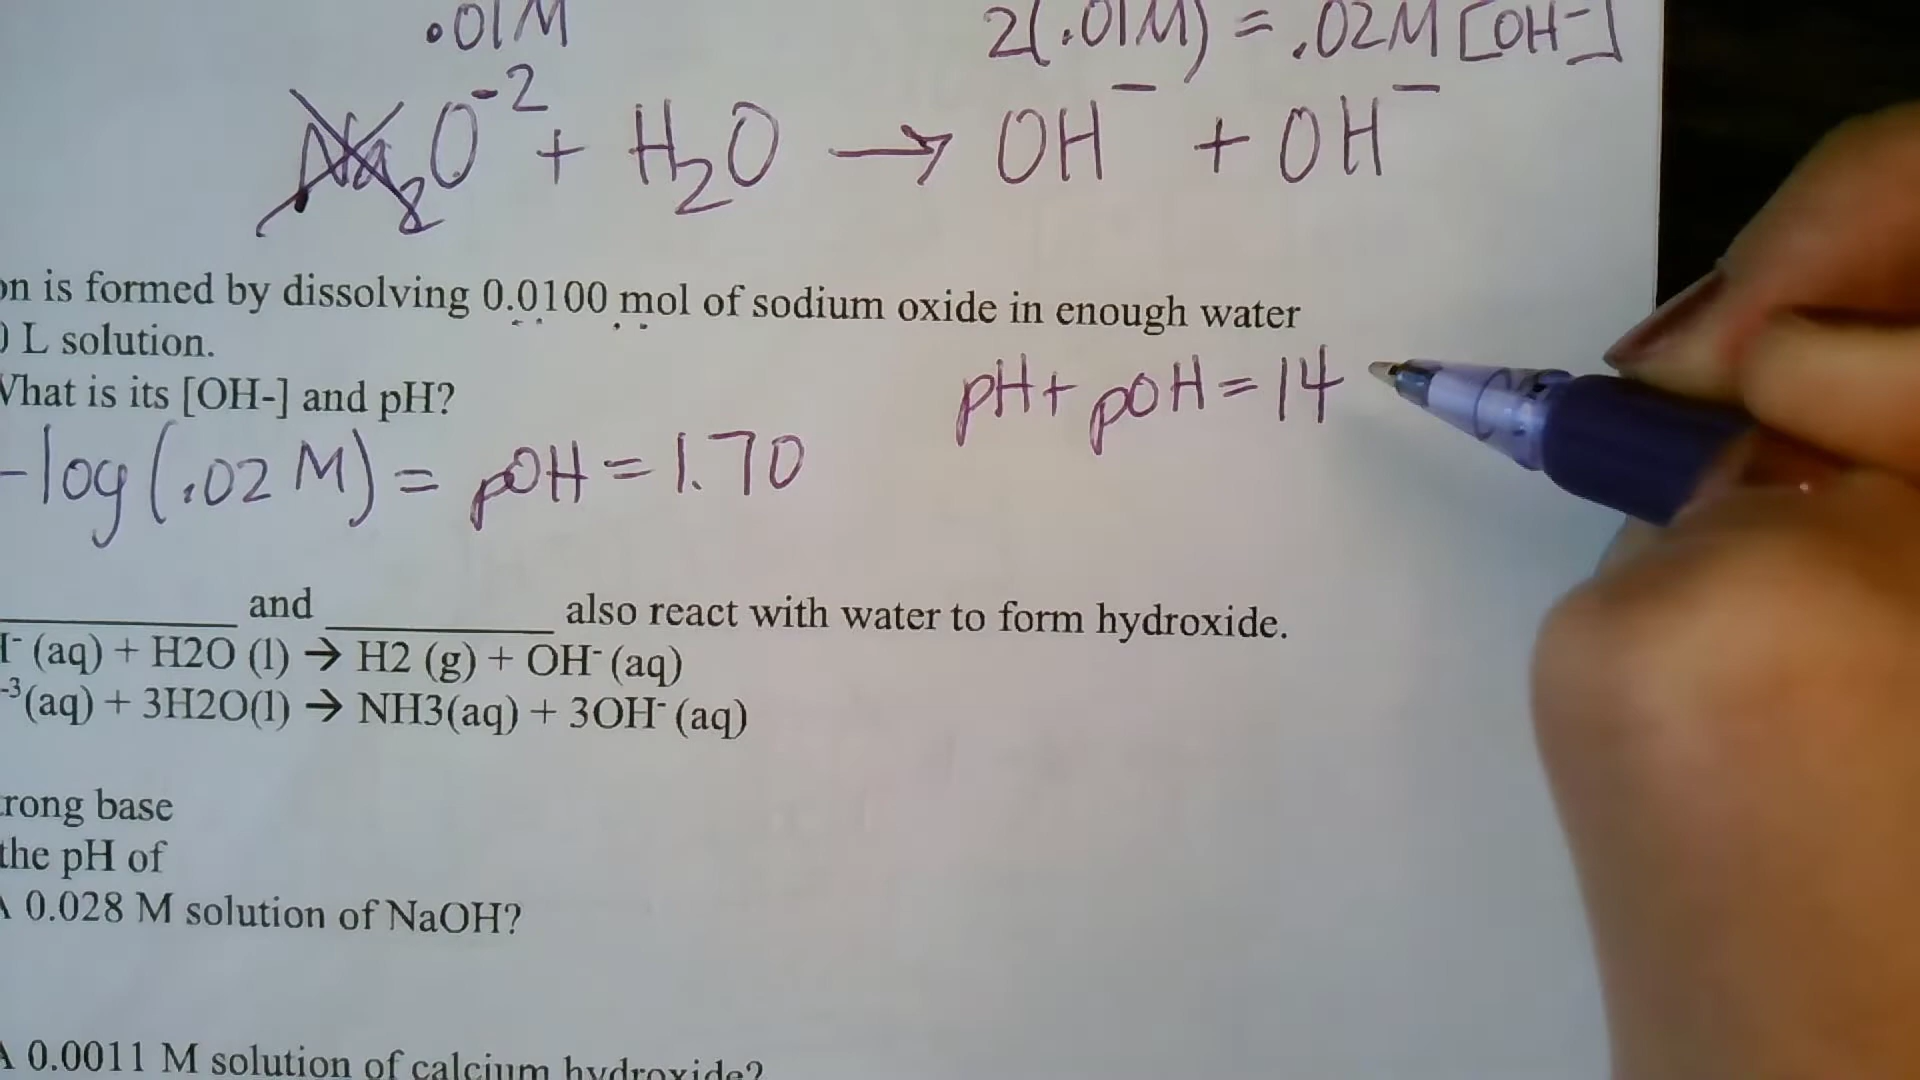 .01M 2(.01M) = .02M [OH-]
Na2O-2 + H2O → OH- + OH-
on is formed by dissolving 0.0100 mol of sodium oxide in enough water
L solution.
What is its [OH-] and pH?
pH + pOH = 14
-log(.02 M) = pOH = 1.70
__________ and __________ also react with water to form hydroxide.
H- (aq) + H2O (l) → H2 (g) + OH- (aq)
-3(aq) + 3H2O(l) → NH3(aq) + 3OH- (aq)
rong base
the pH of
A 0.028 M solution of NaOH?
A 0.0011 M solution of calcium hydroxide?